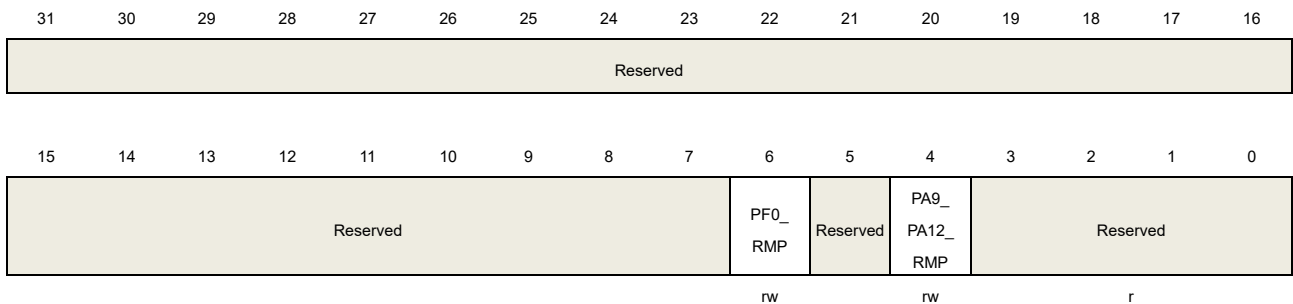 31 30 29 28 27 26 25 24 23 22 21 20 19 18 17 16
Reserved
15 14 13 12 11 10 9 8 7 6 5 4 3 2 1 0
Reserved PF0_ RMP Reserved PA9_ PA12_ RMP Reserved
rw rw r